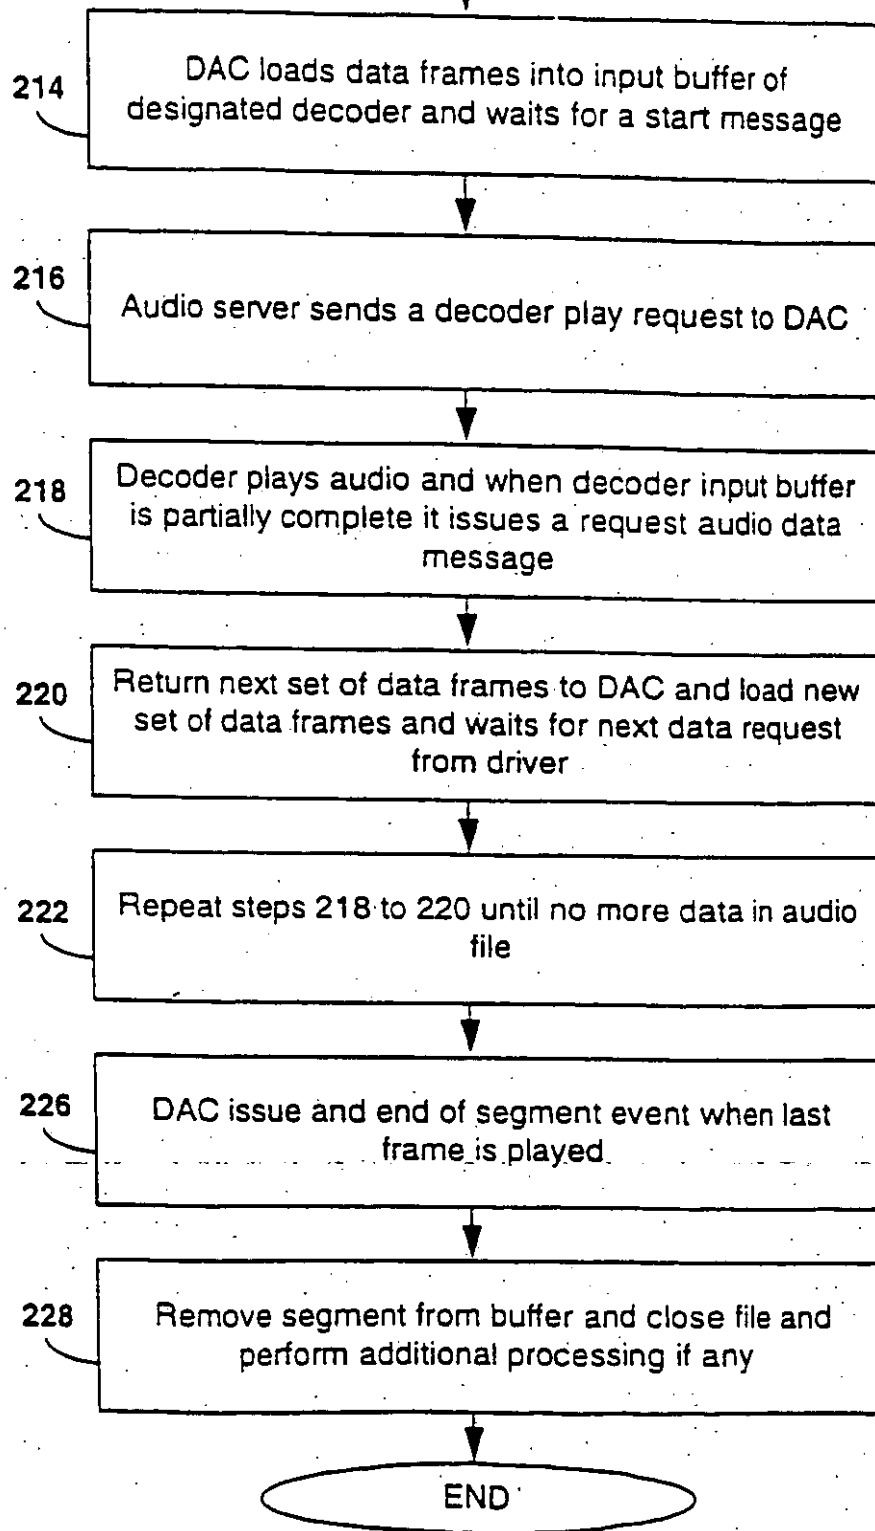 214
DAC loads data frames into input buffer of
designated decoder and waits for a start message
216
Audio server sends a decoder play request to DAC
218
Decoder plays audio and when decoder input buffer
is partially complete it issues a request audio data
message
220
Return next set of data frames to DAC and load new
set of data frames and waits for next data request
from driver
222
Repeat steps 218 to 220 until no more data in audio
file
226
DAC issue and end of segment event when last
frame is played
228
Remove segment from buffer and close file and
perform additional processing if any
END